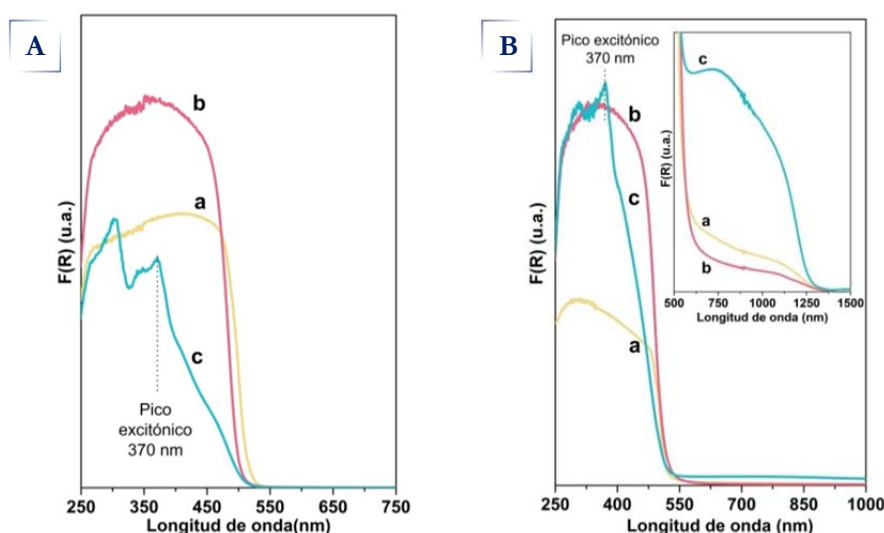 A
b
a
c
Pico
excitónico
370 nm
F(R) (u.a.)
250 350 450 550 750
Longitud de onda(nm)
B
Pico excitónico
370 nm
b
c
a
F(R) (u.a.)
250 400 550 700 850 1000
Longitud de onda (nm)
c
a
b
F(R) (u.a.)
500 750 1000 1250 1500
Longitud de onda (nm)